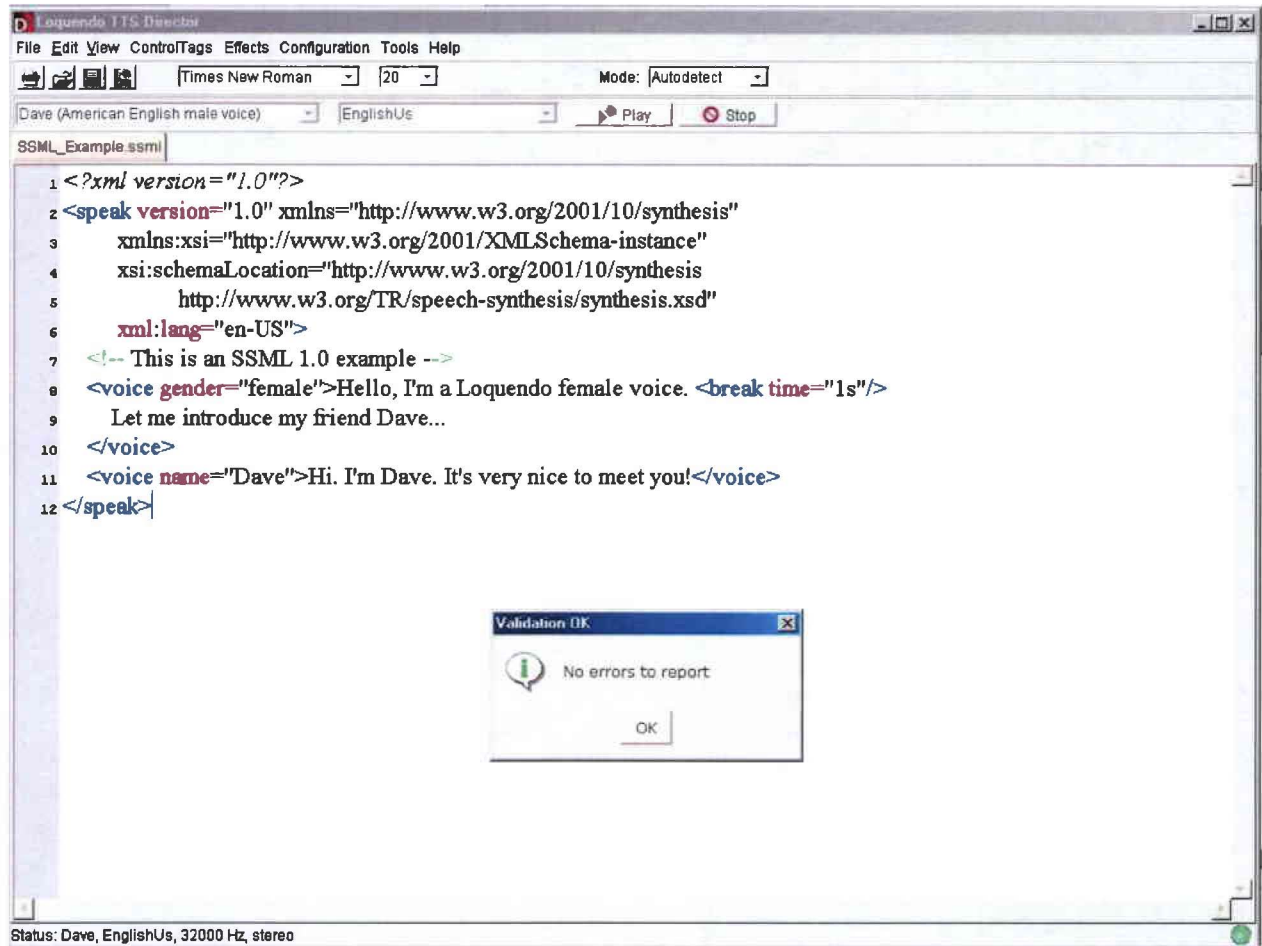 Loquendo TTS Director
File Edit View ControlTags Effects Configuration Tools Help
Times New Roman 20 Mode: Autodetect
Dave (American English male voice) EnglishUs Play Stop
SSML_Example.ssml
1 <?xml version="1.0"?>
2 <speak version="1.0" xmlns="http://www.w3.org/2001/10/synthesis"
3 xmlns:xsi="http://www.w3.org/2001/XMLSchema-instance"
4 xsi:schemaLocation="http://www.w3.org/2001/10/synthesis
5 http://www.w3.org/TR/speech-synthesis/synthesis.xsd"
6 xml:lang="en-US">
7 <!-- This is an SSML 1.0 example -->
8 <voice gender="female">Hello, I'm a Loquendo female voice. <break time="1s"/>
9 Let me introduce my friend Dave...
10 </voice>
11 <voice name="Dave">Hi. I'm Dave. It's very nice to meet you!</voice>
12 </speak>
Validation OK
No errors to report
OK
Status: Dave, EnglishUs, 32000 Hz, stereo